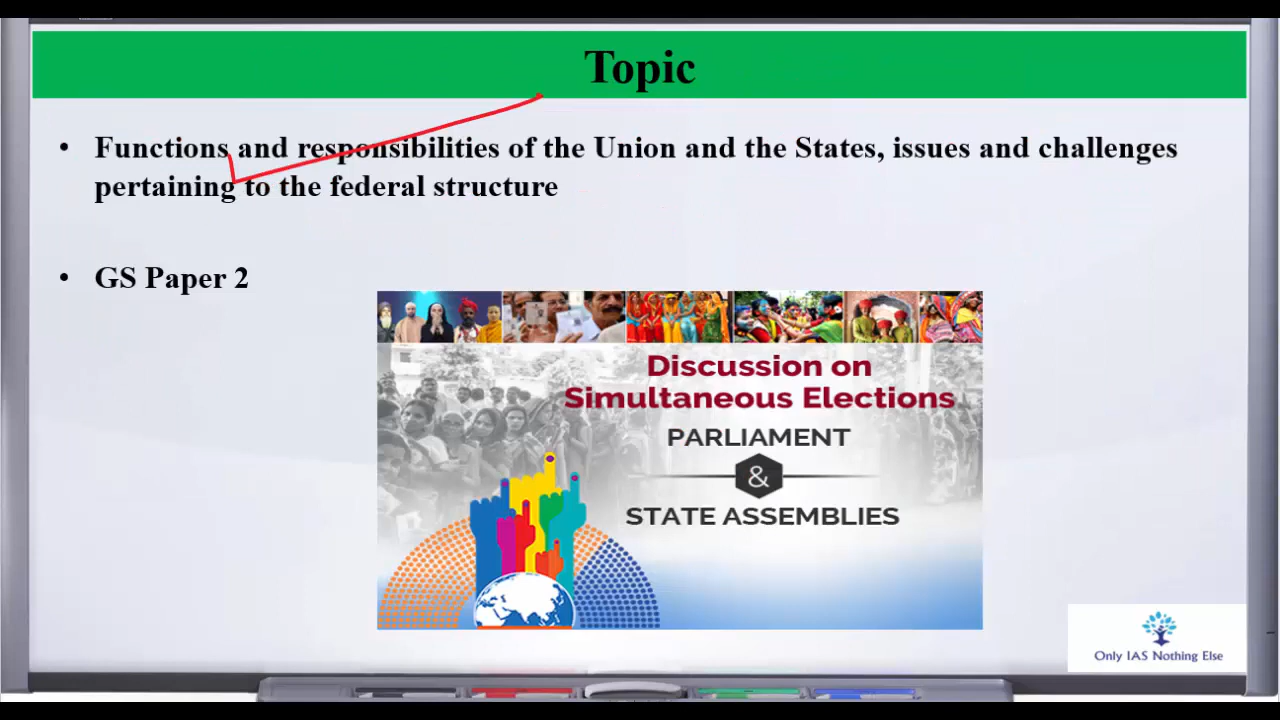 Topic
• Functions and responsibilities of the Union and the States, issues and challenges
pertaining to the federal structure
• GS Paper 2
Discussion on
Simultaneous Elections
PARLIAMENT
&
STATE ASSEMBLIES
Only IAS Nothing Else